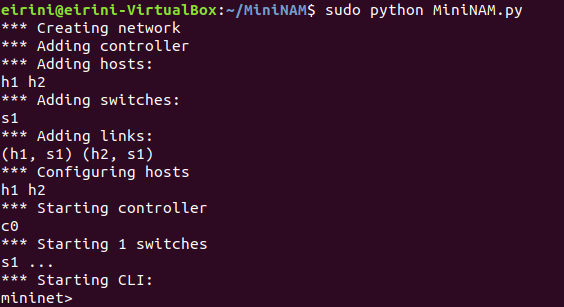 eirini@eirini-VirtualBox:~/MiniNAM$ sudo python MiniNAM.py
*** Creating network
*** Adding controller
*** Adding hosts:
h1 h2
*** Adding switches:
s1
*** Adding links:
(h1, s1) (h2, s1)
*** Configuring hosts
h1 h2
*** Starting controller
c0
*** Starting 1 switches
s1 ...
*** Starting CLI:
mininet>